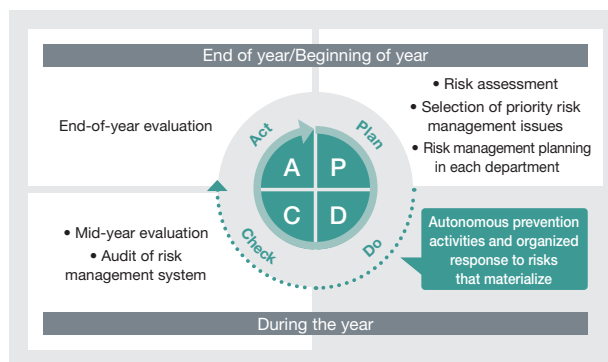 End of year/Beginning of year
End-of-year evaluation
• Risk assessment
• Selection of priority risk
management issues
• Risk management planning
in each department
Act
Plan
A
P
C
D
Check
Do
• Mid-year evaluation
• Audit of risk
management system
Autonomous prevention
activities and organized
response to risks
that materialize
During the year